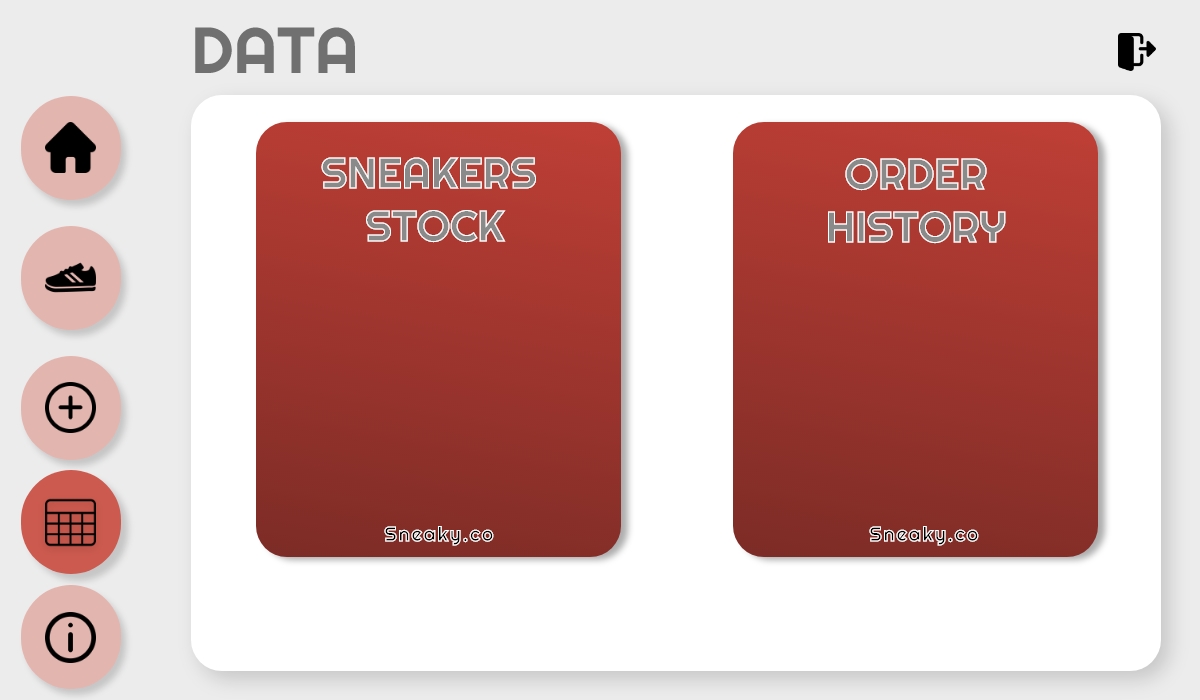 DATA
SNEAKERS
STOCK
Sneaky.co
ORDER
HISTORY
Sneaky.co